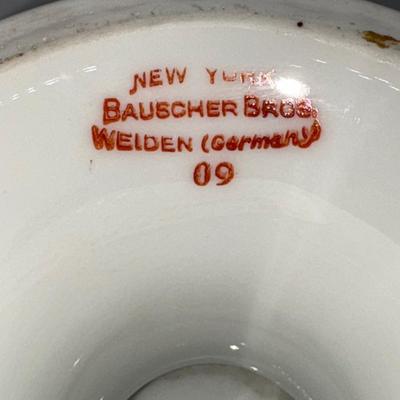 NEW YORK
BAUSCHER BROS.
WEIDEN (Germany)
09